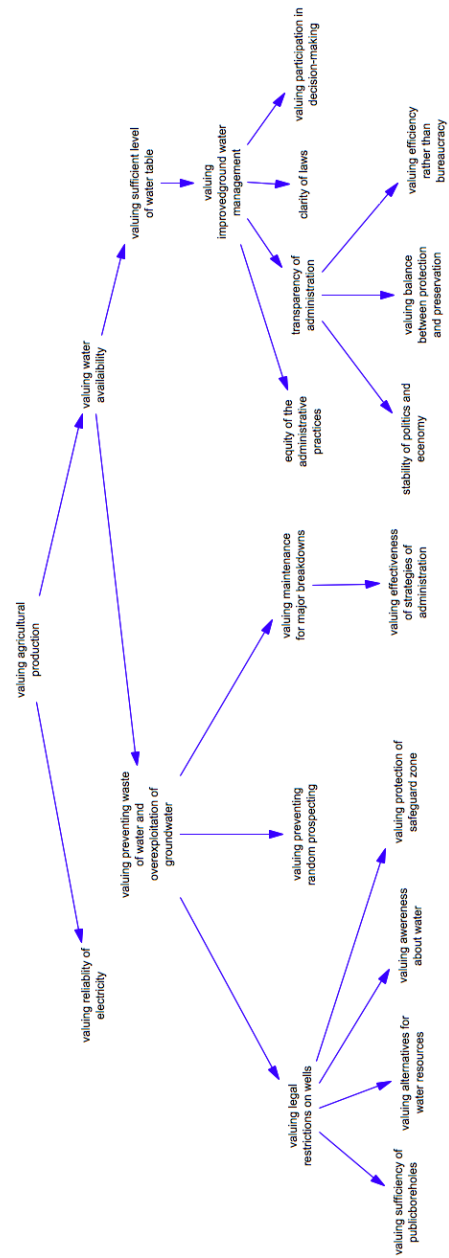 valuing agricultural
production
valuing reliablity of
electricity
valuing water
availaibility
valuing preventing waste
of water and
overexploitation of
groundwater
valuing sufficient level
of water table
valuing legal
restrictions on wells
valuing preventing
random prospecting
valuing maintenance
for major breakdowns
valuing
improvedground water
management
valuing sufficiency of
publicboreholes
valuing alternatives for
water resources
valuing awereness
about water
valuing protection of
safeguard zone
valuing effectiveness
of strategies of
administration
equity of the
administrative
practices
transparency of
administration
clarity of laws
valuing participation in
decision-making
stability of politics and
economy
valuing balance
between protection
and preservation
valuing efficiency
rather than
bureaucracy